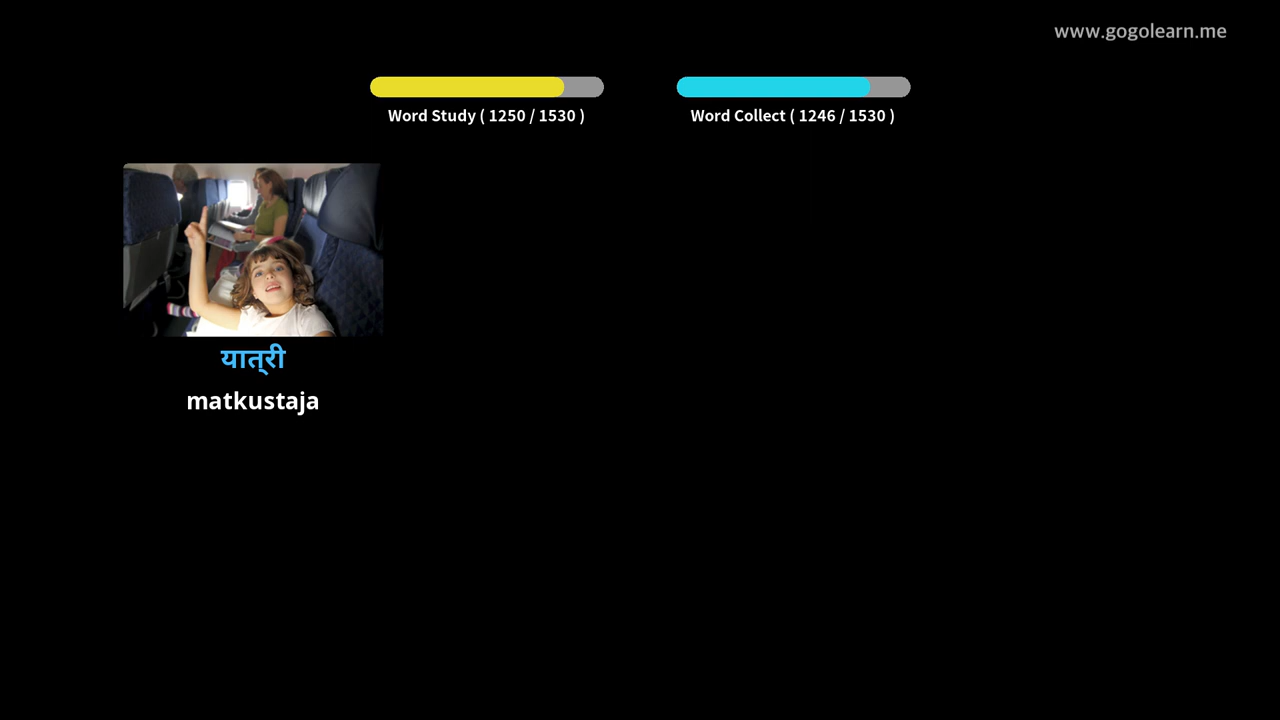 www.gogolearn.me
Word Study ( 1250 / 1530 )
Word Collect ( 1246 / 1530 )
यात्री
matkustaja